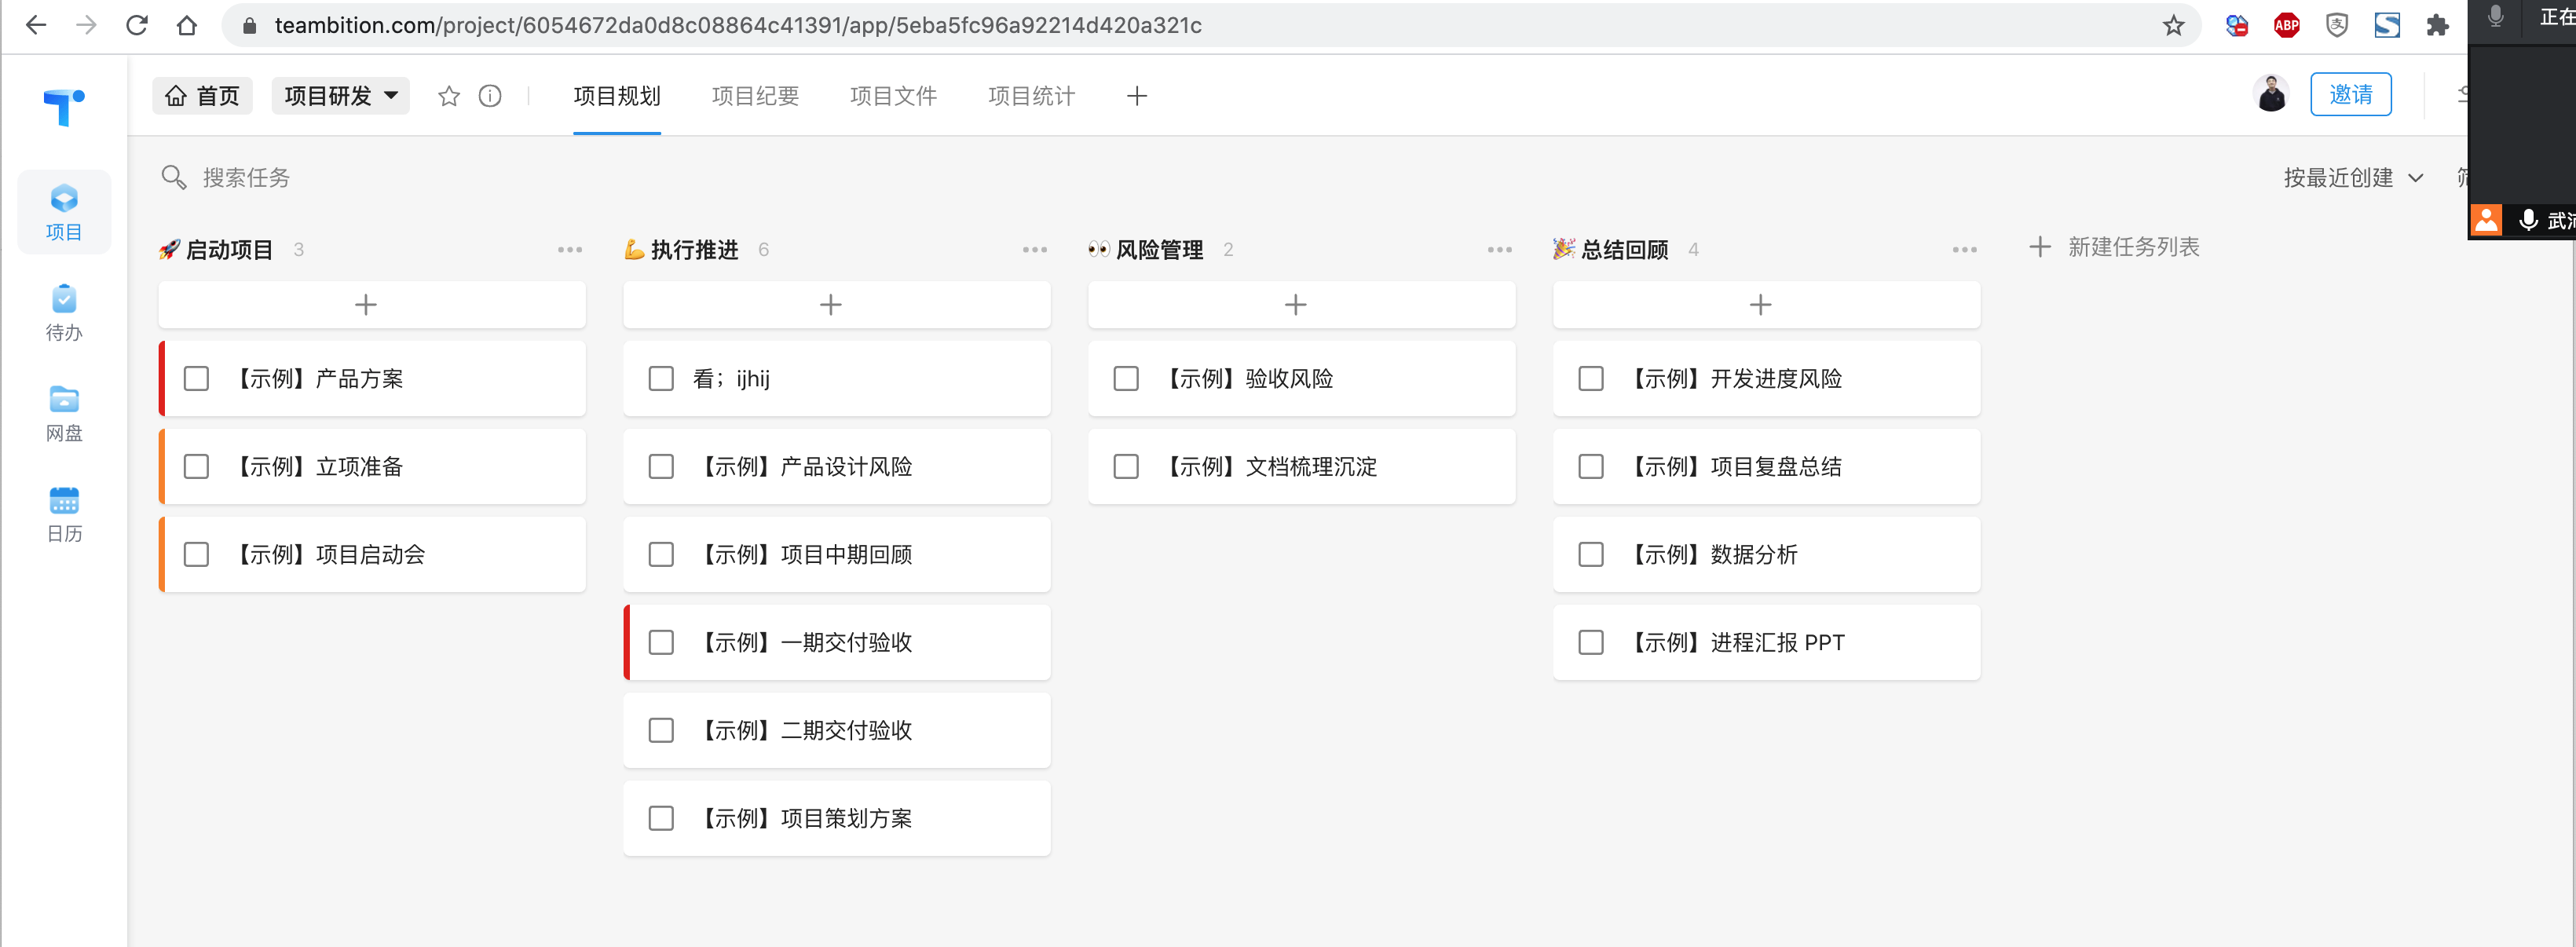 teambition.com/project/6054672da0d8c08864c41391/app/5eba5fc96a92214d420a321c
ABP
支
正在
首页
项目研发
项目规划
项目纪要
项目文件
项目统计
邀请
项目
待办
网盘
日历
搜索任务
按最近创建
武沛
启动项目 3
执行推进 6
风险管理 2
总结回顾 4
新建任务列表
【示例】产品方案
【示例】立项准备
【示例】项目启动会
看；ijhij
【示例】产品设计风险
【示例】项目中期回顾
【示例】一期交付验收
【示例】二期交付验收
【示例】项目策划方案
【示例】验收风险
【示例】文档梳理沉淀
【示例】开发进度风险
【示例】项目复盘总结
【示例】数据分析
【示例】进程汇报 PPT